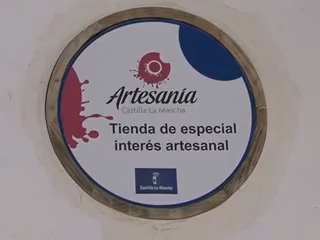 Artesanía
Castilla-La Mancha
Tienda de especial
interés artesanal
Castilla-La Mancha